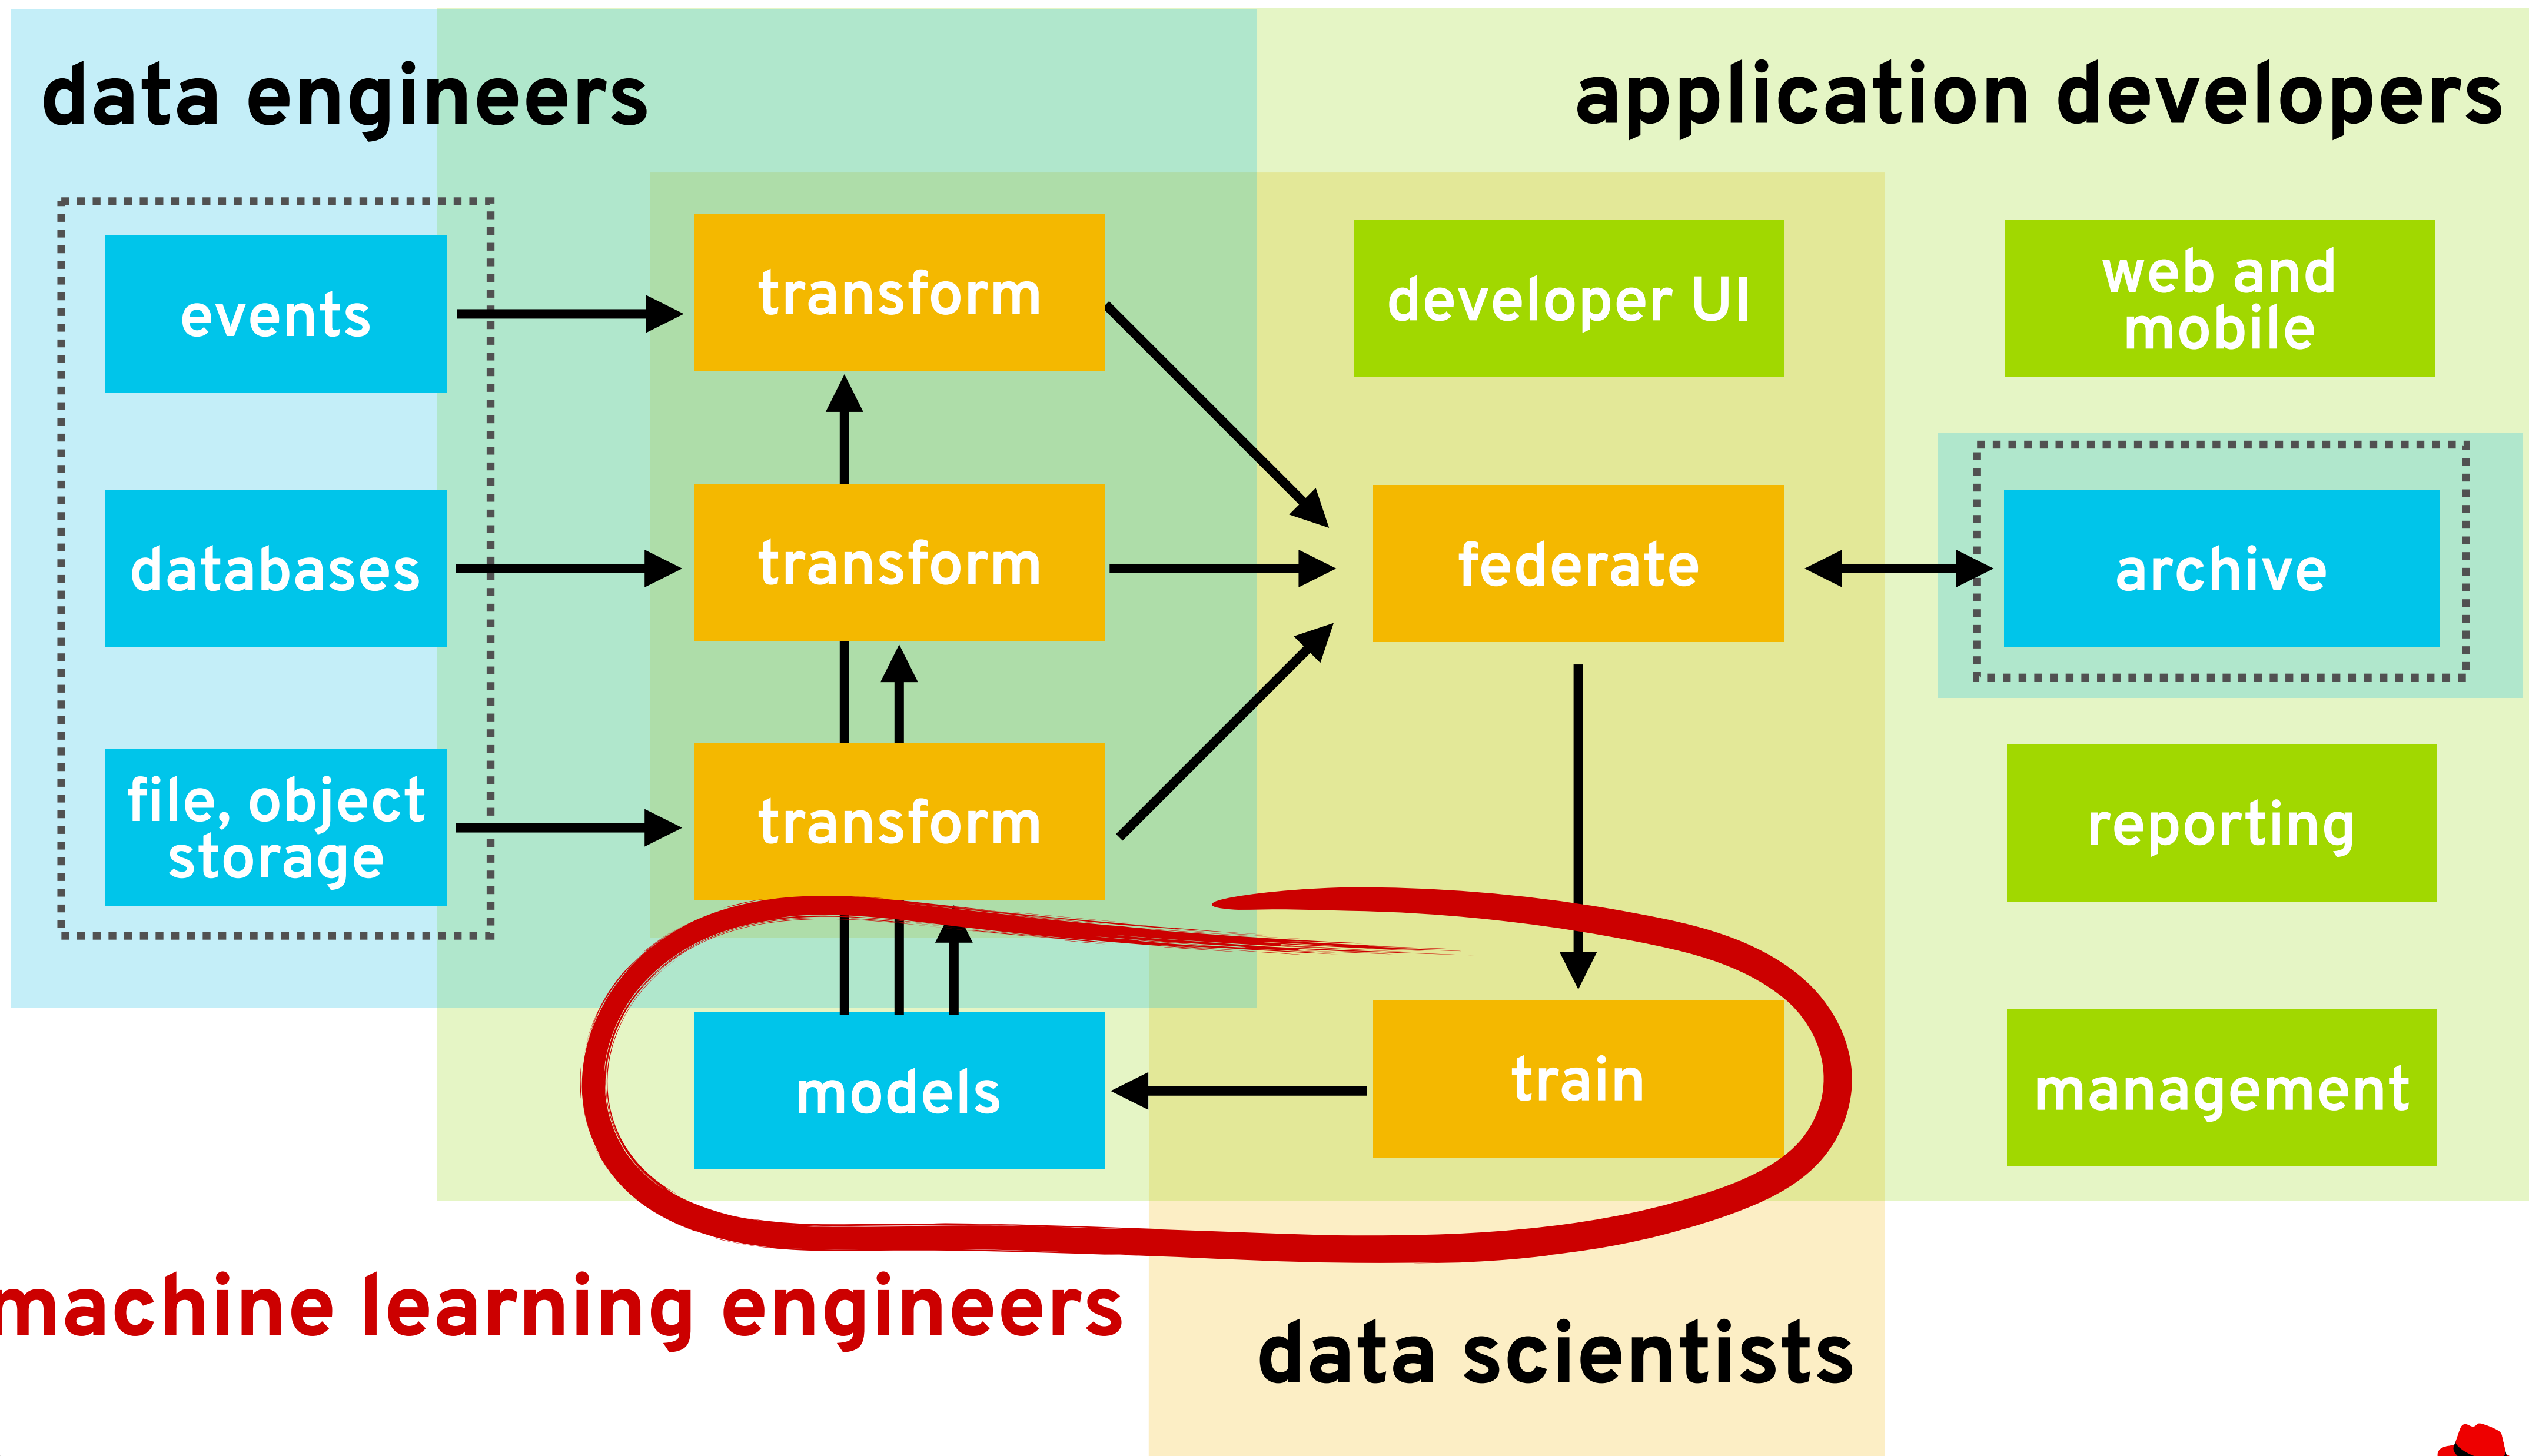 data engineers
application developers
events
transform
developer UI
web and
mobile
databases
transform
federate
archive
file, object
storage
transform
reporting
models
train
management
machine learning engineers
data scientists